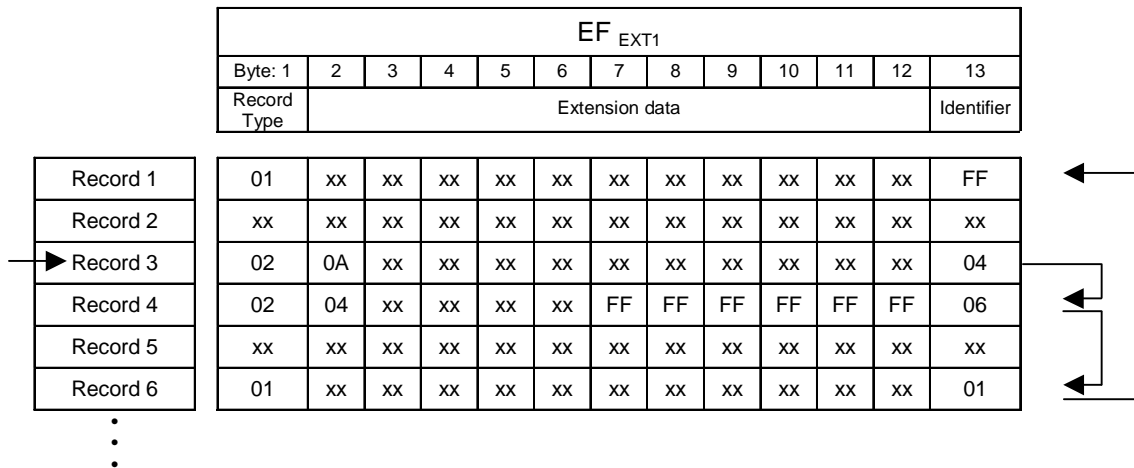 EF EXT1
Byte: 1 2 3 4 5 6 7 8 9 10 11 12 13
Record Type Extension data Identifier
Record 1 01 xx xx xx xx xx xx xx xx xx xx xx FF
Record 2 xx xx xx xx xx xx xx xx xx xx xx xx xx
Record 3 02 0A xx xx xx xx xx xx xx xx xx xx 04
Record 4 02 04 xx xx xx xx FF FF FF FF FF FF 06
Record 5 xx xx xx xx xx xx xx xx xx xx xx xx xx
Record 6 01 xx xx xx xx xx xx xx xx xx xx xx 01